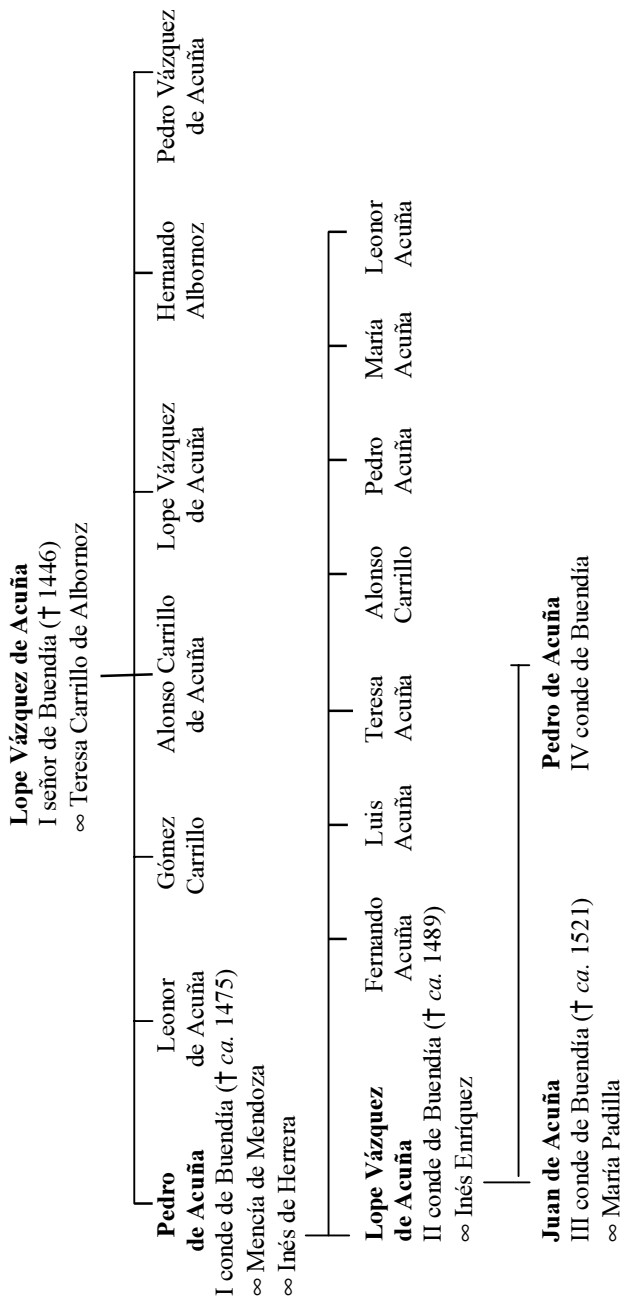 Lope Vázquez de Acuña
I señor de Buendía († 1446)
∞ Teresa Carrillo de Albornoz
Pedro
de Acuña
I conde de Buendía († ca. 1475)
∞ Mencía de Mendoza
∞ Inés de Herrera
Leonor
de Acuña
Gómez
Carrillo
Alonso Carrillo
de Acuña
Lope Vázquez
de Acuña
Hernando
Albornoz
Pedro Vázquez
de Acuña
Lope Vázquez
de Acuña
II conde de Buendía († ca. 1489)
∞ Inés Enríquez
Fernando
Acuña
Luis
Acuña
Teresa
Acuña
Alonso
Carrillo
Pedro
Acuña
María
Acuña
Leonor
Acuña
Juan de Acuña
III conde de Buendía († ca. 1521)
∞ María Padilla
Pedro de Acuña
IV conde de Buendía